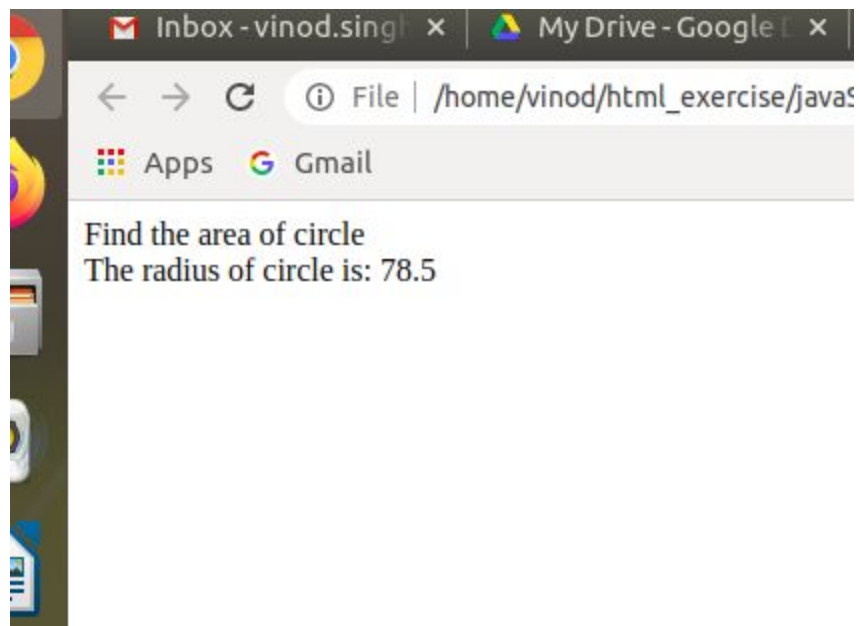 Inbox - vinod.singh
My Drive - Google D
File | /home/vinod/html_exercise/javaS
Apps Gmail
Find the area of circle
The radius of circle is: 78.5